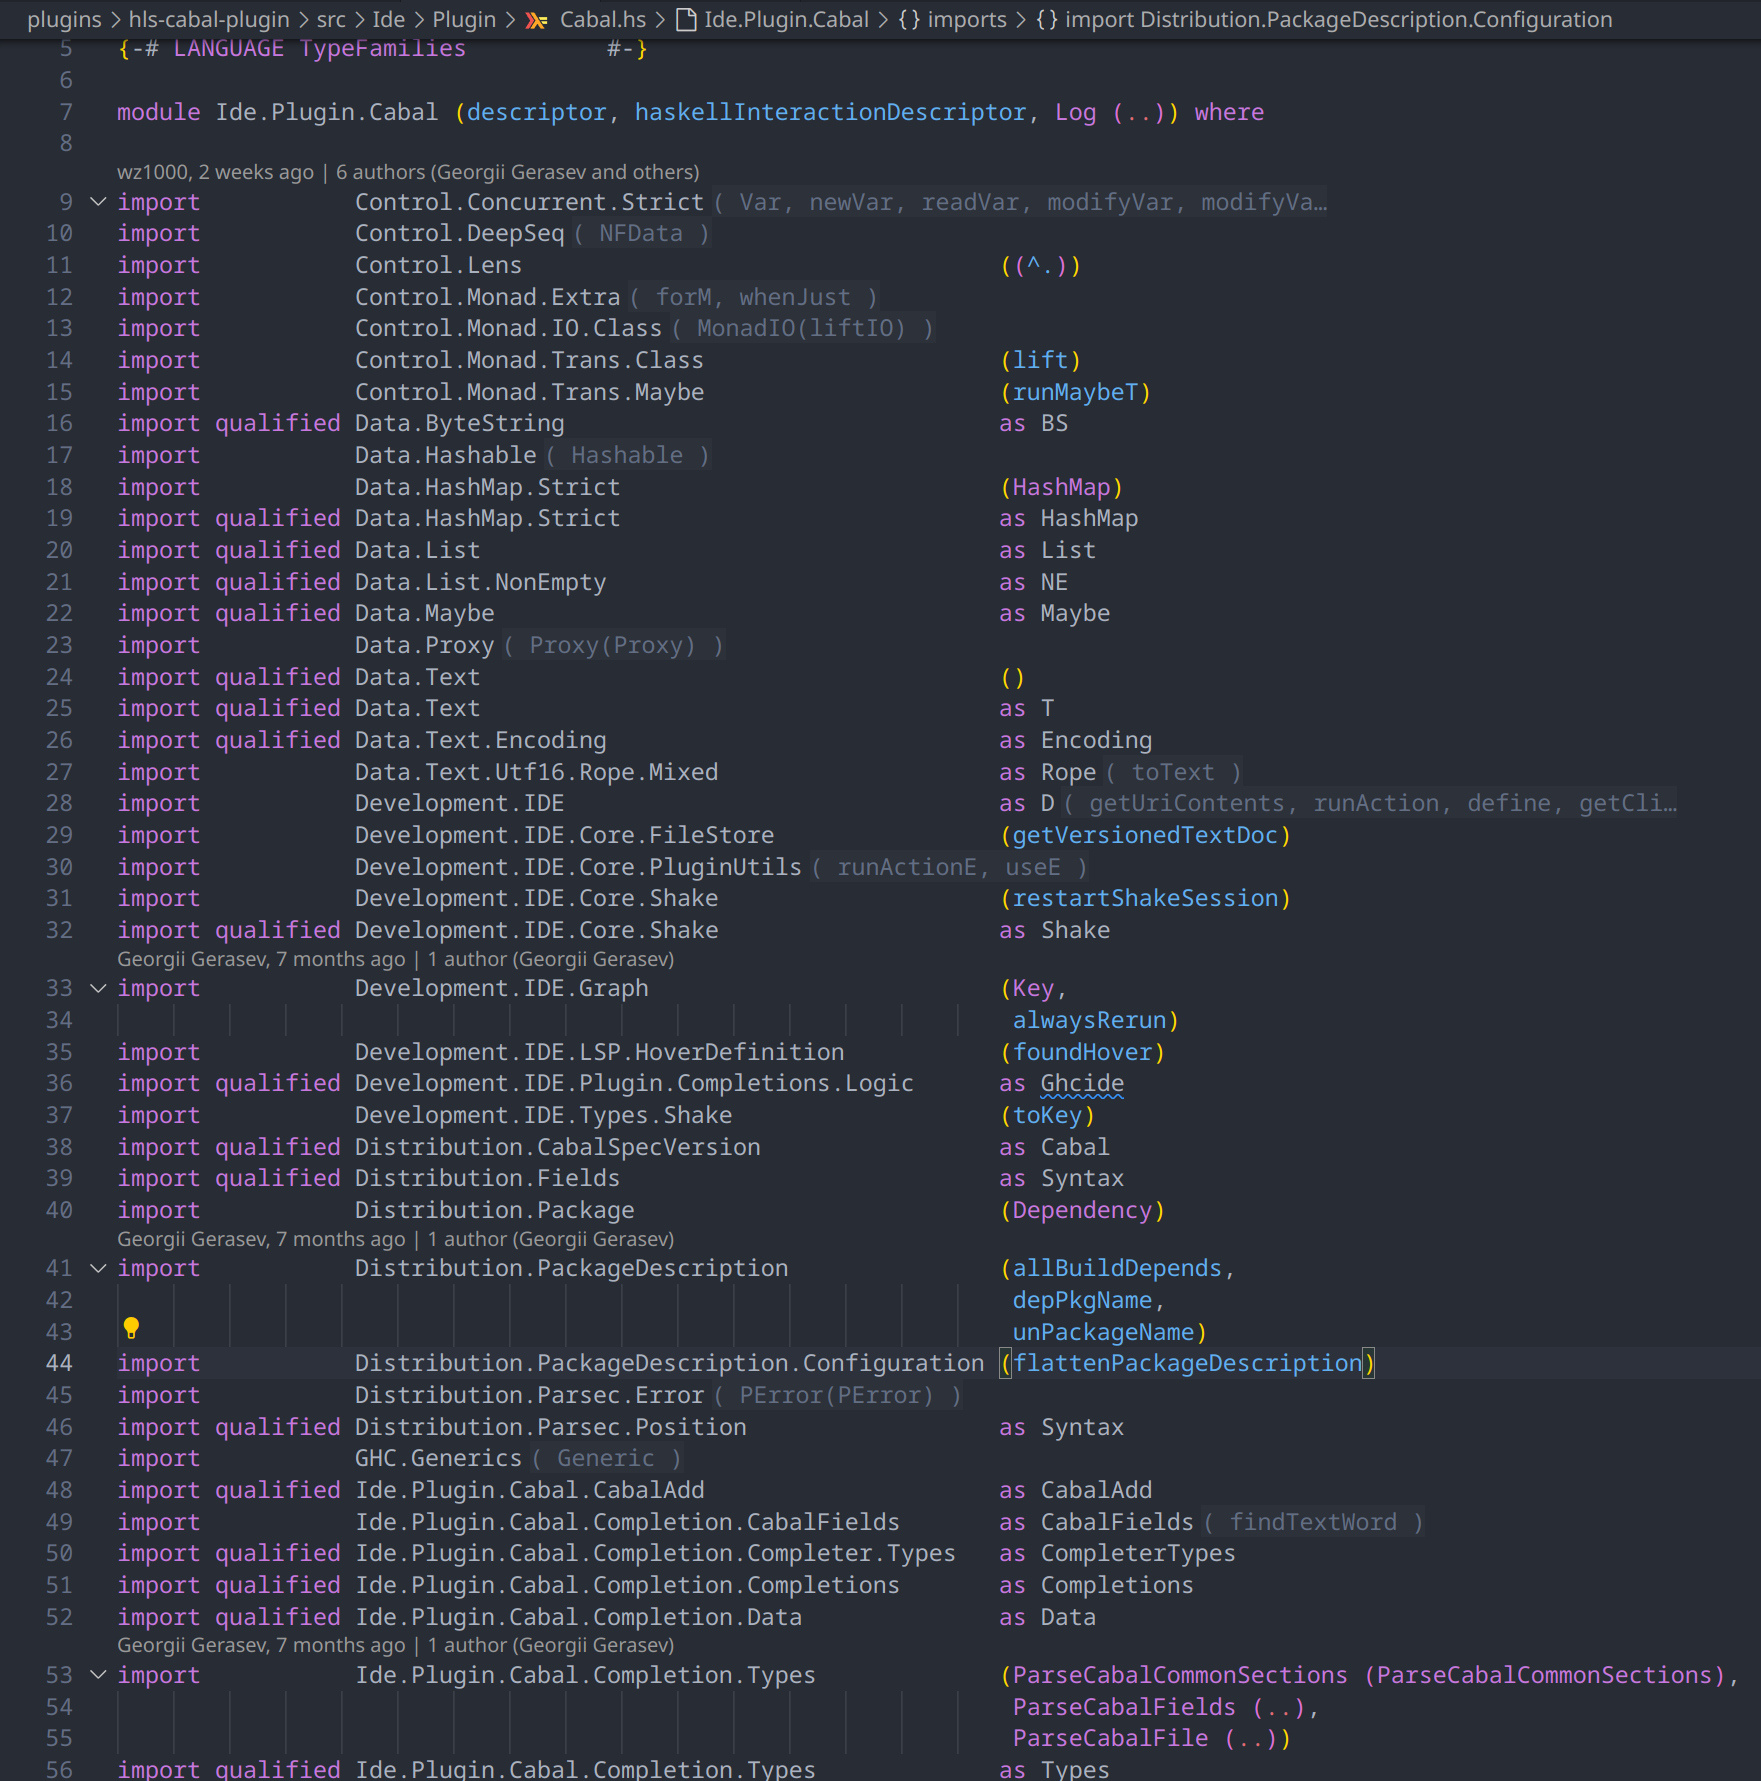 plugins > hls-cabal-plugin > src > Ide > Plugin > Cabal.hs > Ide.Plugin.Cabal > {} imports > {} import Distribution.PackageDescription.Configuration
5 {-# LANGUAGE TypeFamilies #-}
6
7 module Ide.Plugin.Cabal (descriptor, haskellInteractionDescriptor, Log (..)) where
8
wz1000, 2 weeks ago | 6 authors (Georgii Gerasev and others)
9 import Control.Concurrent.Strict ( Var, newVar, readVar, modifyVar, modifyVa…
10 import Control.DeepSeq ( NFData )
11 import Control.Lens ((^.))
12 import Control.Monad.Extra ( forM, whenJust )
13 import Control.Monad.IO.Class ( MonadIO(liftIO) )
14 import Control.Monad.Trans.Class (lift)
15 import Control.Monad.Trans.Maybe (runMaybeT)
16 import qualified Data.ByteString as BS
17 import Data.Hashable ( Hashable )
18 import Data.HashMap.Strict (HashMap)
19 import qualified Data.HashMap.Strict as HashMap
20 import qualified Data.List as List
21 import qualified Data.List.NonEmpty as NE
22 import qualified Data.Maybe as Maybe
23 import Data.Proxy ( Proxy(Proxy) )
24 import qualified Data.Text ()
25 import qualified Data.Text as T
26 import qualified Data.Text.Encoding as Encoding
27 import Data.Text.Utf16.Rope.Mixed as Rope ( toText )
28 import Development.IDE as D ( getUriContents, runAction, define, getCli…
29 import Development.IDE.Core.FileStore (getVersionedTextDoc)
30 import Development.IDE.Core.PluginUtils ( runActionE, useE )
31 import Development.IDE.Core.Shake (restartShakeSession)
32 import qualified Development.IDE.Core.Shake as Shake
Georgii Gerasev, 7 months ago | 1 author (Georgii Gerasev)
33 import Development.IDE.Graph (Key,
34 alwaysRerun)
35 import Development.IDE.LSP.HoverDefinition (foundHover)
36 import qualified Development.IDE.Plugin.Completions.Logic as Ghcide
37 import Development.IDE.Types.Shake (toKey)
38 import qualified Distribution.CabalSpecVersion as Cabal
39 import qualified Distribution.Fields as Syntax
40 import Distribution.Package (Dependency)
Georgii Gerasev, 7 months ago | 1 author (Georgii Gerasev)
41 import Distribution.PackageDescription (allBuildDepends,
42 depPkgName,
43 unPackageName)
44 import Distribution.PackageDescription.Configuration (flattenPackageDescription)
45 import Distribution.Parsec.Error ( PError(PError) )
46 import qualified Distribution.Parsec.Position as Syntax
47 import GHC.Generics ( Generic )
48 import qualified Ide.Plugin.Cabal.CabalAdd as CabalAdd
49 import Ide.Plugin.Cabal.Completion.CabalFields as CabalFields ( findTextWord )
50 import qualified Ide.Plugin.Cabal.Completion.Completer.Types as CompleterTypes
51 import qualified Ide.Plugin.Cabal.Completion.Completions as Completions
52 import qualified Ide.Plugin.Cabal.Completion.Data as Data
Georgii Gerasev, 7 months ago | 1 author (Georgii Gerasev)
53 import Ide.Plugin.Cabal.Completion.Types (ParseCabalCommonSections (ParseCabalCommonSections),
54 ParseCabalFields (..),
55 ParseCabalFile (..))
56 import qualified Ide.Plugin.Cabal.Completion.Types as Types